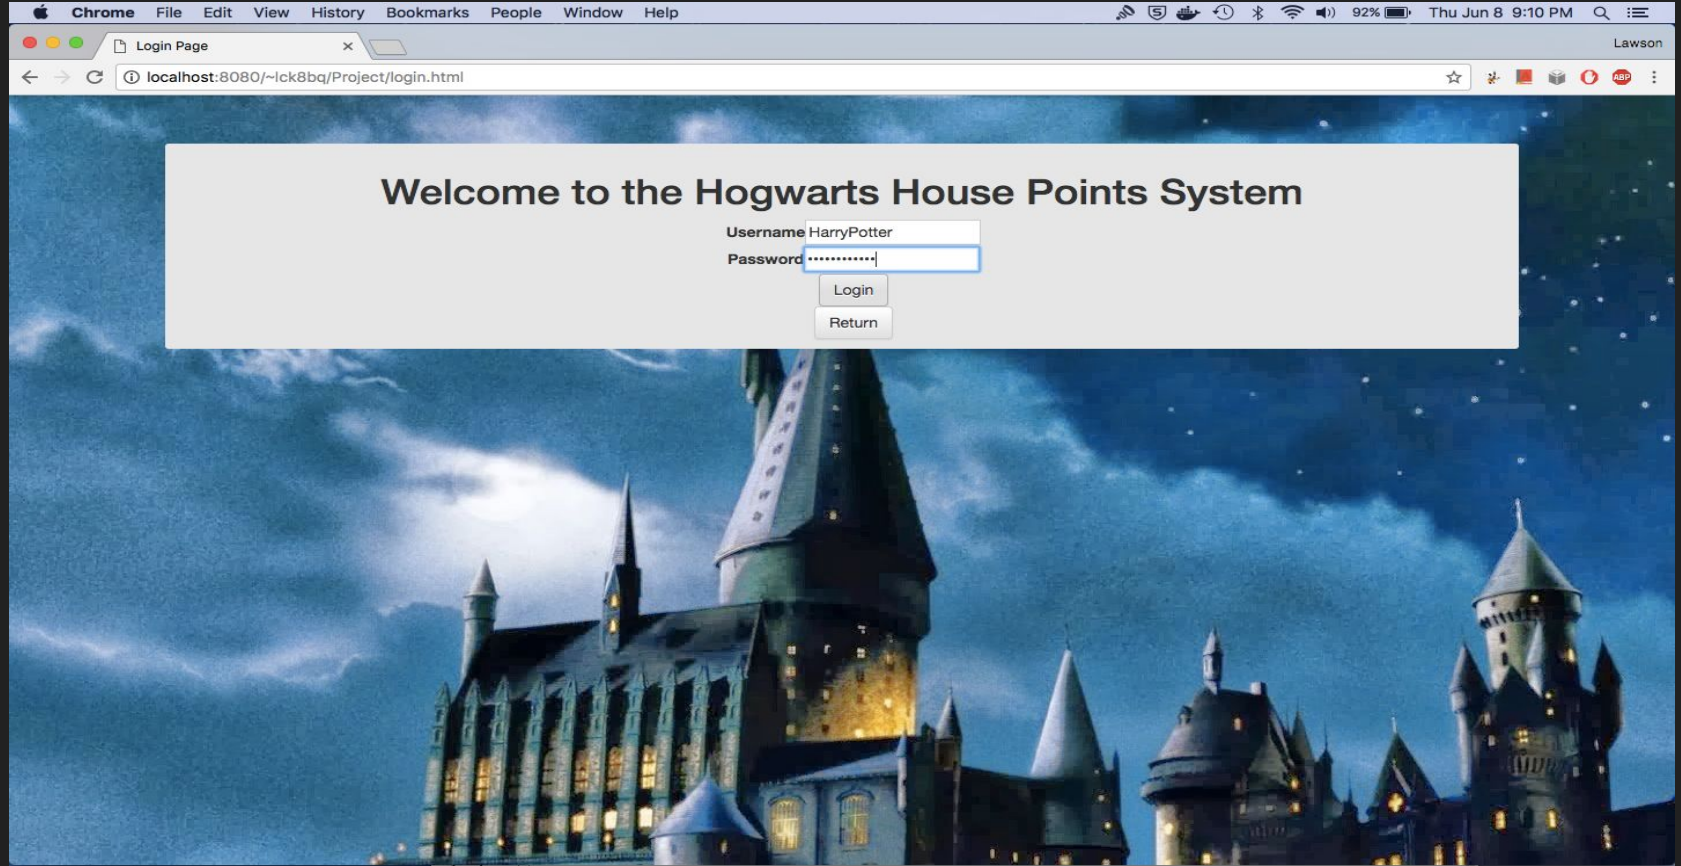 Chrome File Edit View History Bookmarks People Window Help 92% Thu Jun 8 9:10 PM
Login Page Lawson
localhost:8080/~lck8bq/Project/login.html ABP
Welcome to the Hogwarts House Points System
Username HarryPotter
Password ••••••••••••
Login
Return